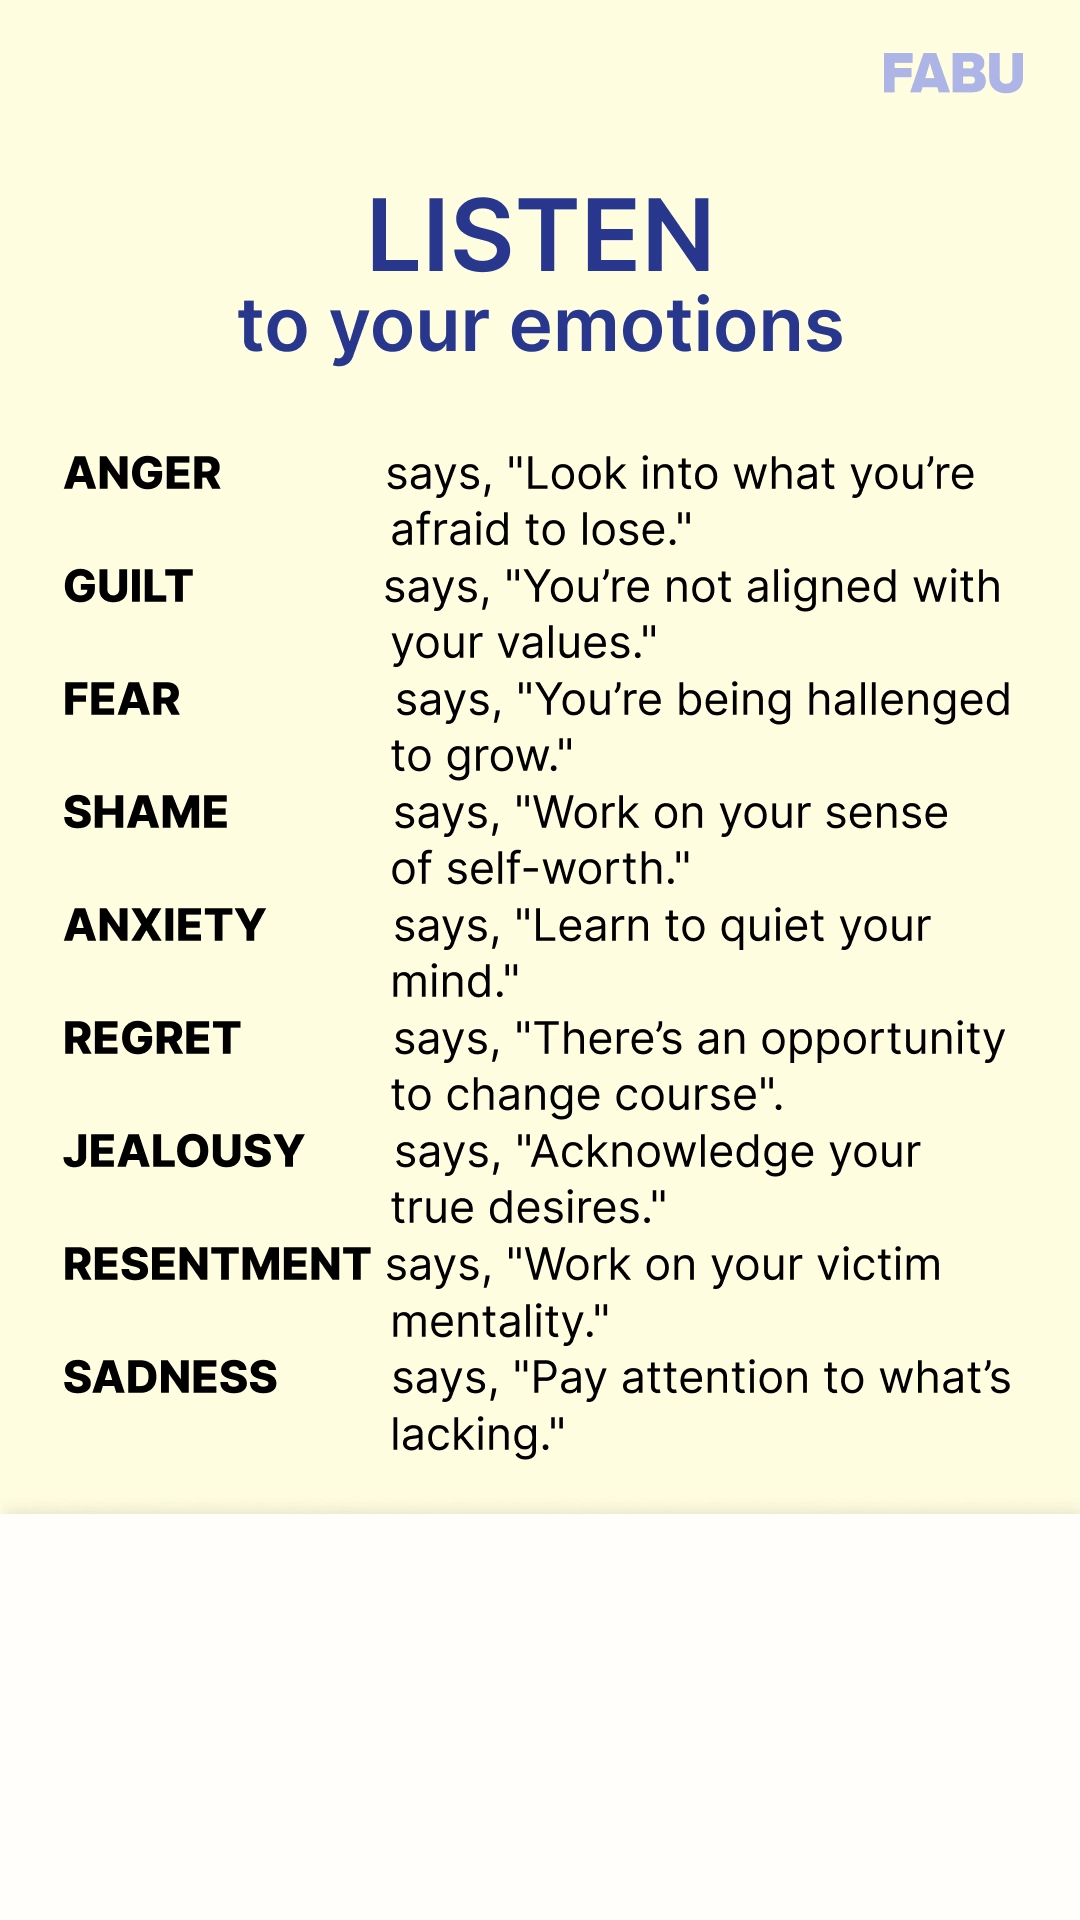 FABU
LISTEN
to your emotions
ANGER says, "Look into what you’re
afraid to lose."
GUILT says, "You’re not aligned with
your values."
FEAR says, "You’re being hallenged
to grow."
SHAME says, "Work on your sense
of self-worth."
ANXIETY says, "Learn to quiet your
mind."
REGRET says, "There’s an opportunity
to change course".
JEALOUSY says, "Acknowledge your
true desires."
RESENTMENT says, "Work on your victim
mentality."
SADNESS says, "Pay attention to what’s
lacking."